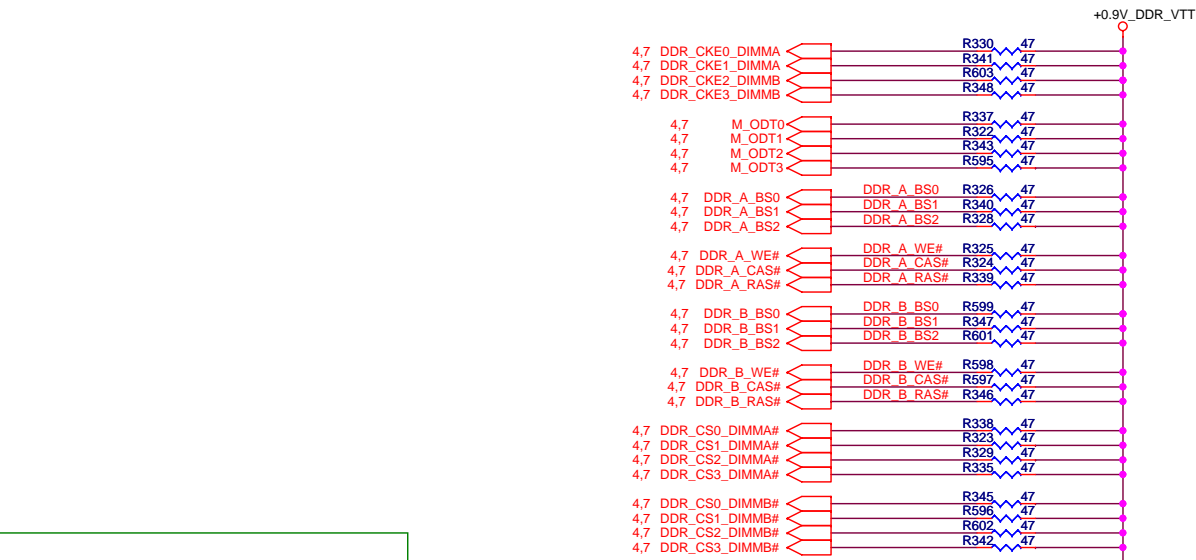 +0.9V_DDR_VTT
4,7 DDR_CKE0_DIMMA R330 47
4,7 DDR_CKE1_DIMMA R341 47
4,7 DDR_CKE2_DIMMB R603 47
4,7 DDR_CKE3_DIMMB R348 47
4,7 M_ODT0 R337 47
4,7 M_ODT1 R322 47
4,7 M_ODT2 R343 47
4,7 M_ODT3 R595 47
4,7 DDR_A_BS0 DDR_A_BS0 R326 47
4,7 DDR_A_BS1 DDR_A_BS1 R340 47
4,7 DDR_A_BS2 DDR_A_BS2 R328 47
4,7 DDR_A_WE# DDR_A_WE# R325 47
4,7 DDR_A_CAS# DDR_A_CAS# R324 47
4,7 DDR_A_RAS# DDR_A_RAS# R339 47
4,7 DDR_B_BS0 DDR_B_BS0 R599 47
4,7 DDR_B_BS1 DDR_B_BS1 R347 47
4,7 DDR_B_BS2 DDR_B_BS2 R601 47
4,7 DDR_B_WE# DDR_B_WE# R598 47
4,7 DDR_B_CAS# DDR_B_CAS# R597 47
4,7 DDR_B_RAS# DDR_B_RAS# R346 47
4,7 DDR_CS0_DIMMA# R338 47
4,7 DDR_CS1_DIMMA# R323 47
4,7 DDR_CS2_DIMMA# R329 47
4,7 DDR_CS3_DIMMA# R335 47
4,7 DDR_CS0_DIMMB# R345 47
4,7 DDR_CS1_DIMMB# R596 47
4,7 DDR_CS2_DIMMB# R602 47
4,7 DDR_CS3_DIMMB# R342 47